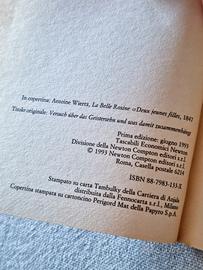 In copertina: Antoine Wiertz, La Belle Rosine «Deux jeunes filles, 1847
Titolo originale: Versuch über das Geistersehn und was damit zusammenhängt
Prima edizione: giugno 1993
Tascabili Economici Newton
Divisione della Newton Compton editori s.r.l.
© 1993 Newton Compton editori s.r.l.
Roma, Casella postale 6214
ISBN 88-7983-133-X
Stampato su carta Tambulky della Cartiera di Anjala
distribuita dalla Fennocarta s.r.l., Milano
Copertina stampata su cartoncino Perigord Mat della Papyro S.p.A.